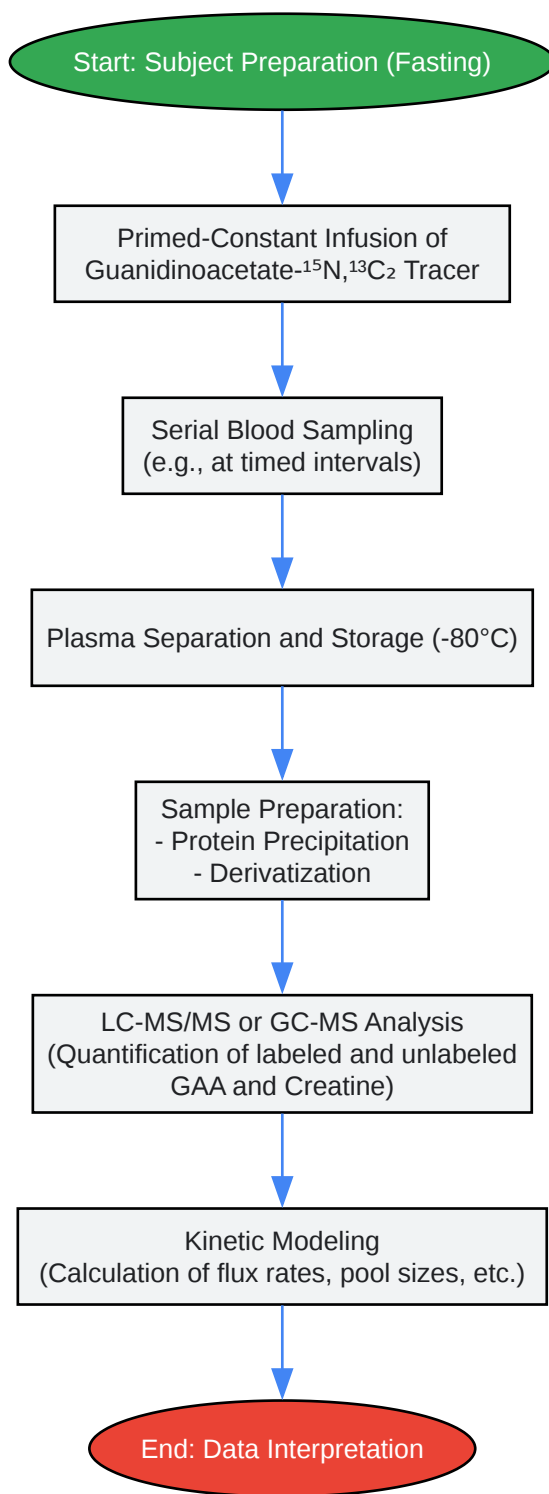 Start: Subject Preparation (Fasting)
Primed-Constant Infusion of
Guanidinoacetate-¹⁵N,¹³C₂ Tracer
Serial Blood Sampling
(e.g., at timed intervals)
Plasma Separation and Storage (-80°C)
Sample Preparation:
- Protein Precipitation
- Derivatization
LC-MS/MS or GC-MS Analysis
(Quantification of labeled and unlabeled
GAA and Creatine)
Kinetic Modeling
(Calculation of flux rates, pool sizes, etc.)
End: Data Interpretation